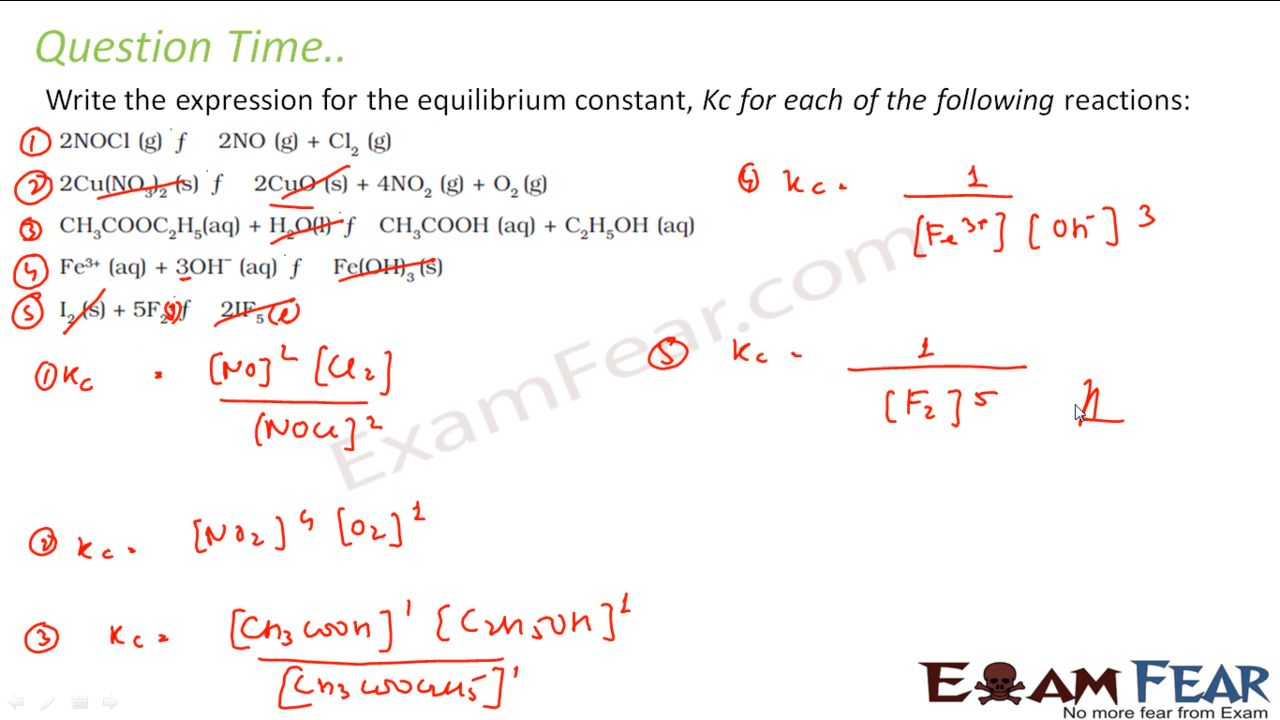 Question Time..
Write the expression for the equilibrium constant, Kc for each of the following reactions:
① 2NOCl (g) ƒ 2NO (g) + Cl₂ (g)
② 2Cu(NO₃)₂ (s) ƒ 2CuO (s) + 4NO₂ (g) + O₂ (g)
③ CH₃COOC₂H₅(aq) + H₂O(l) ƒ CH₃COOH (aq) + C₂H₅OH (aq)
④ Fe³⁺ (aq) + 3OH⁻ (aq) ƒ Fe(OH)₃ (s)
⑤ I₂ (s) + 5F₂(g) ƒ 2IF₅(l)
① Kc = [NO]² [Cl₂]
[NOCl]²
② Kc = [NO₂]⁴ [O₂]¹
③ Kc = [CH₃COOH]¹ [C₂H₅OH]¹
[CH₃COOC₂H₅]¹
④ Kc = 1
[Fe³⁺] [OH⁻]³
⑤ Kc = 1
[F₂]⁵
ExamFear.com
EXAM FEAR
No more fear from Exam